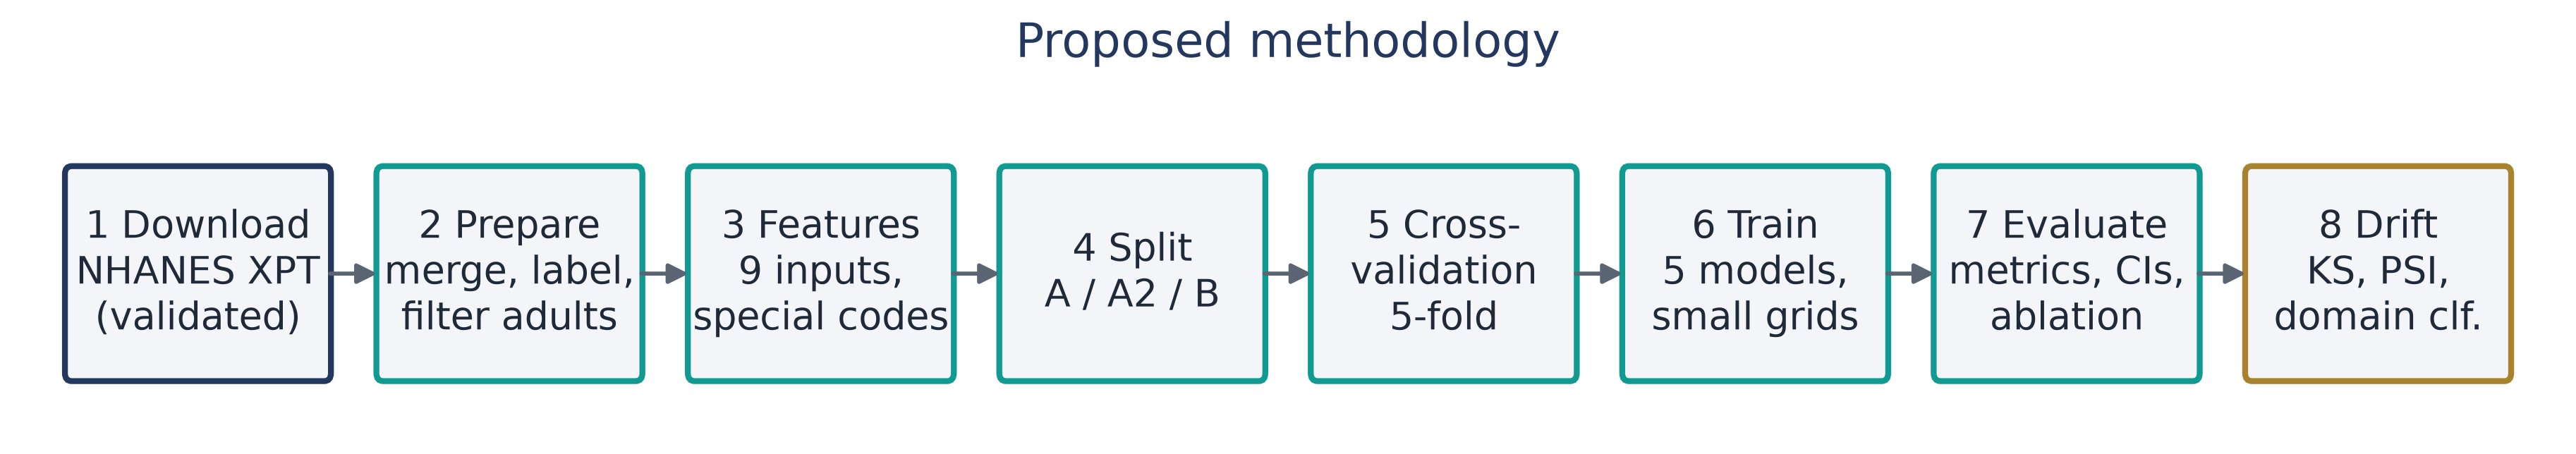 Proposed methodology
1 Download
NHANES XPT
(validated)
2 Prepare
merge, label,
filter adults
3 Features
9 inputs,
special codes
4 Split
A / A2 / B
5 Cross-
validation
5-fold
6 Train
5 models,
small grids
7 Evaluate
metrics, CIs,
ablation
8 Drift
KS, PSI,
domain clf.